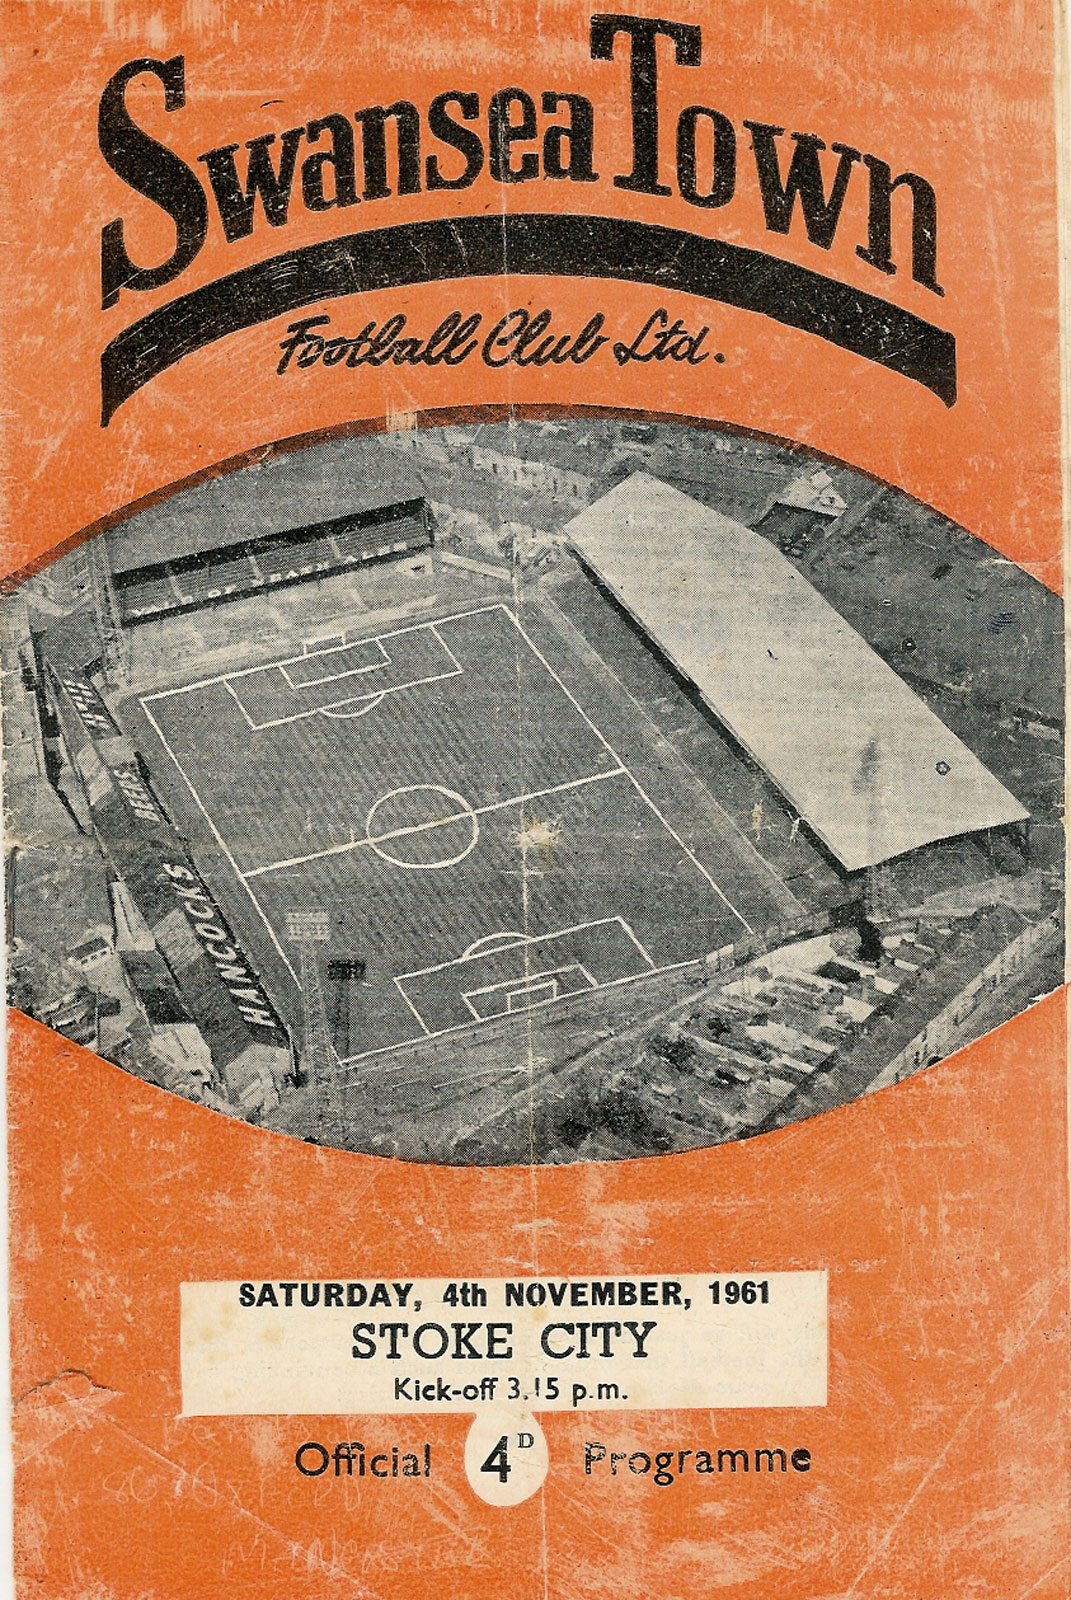 Swansea Town
Football Club Ltd.
HANCOCKS
BEERS
SATURDAY, 4th NOVEMBER, 1961
STOKE CITY
Kick-off 3.15 p.m.
Official 4D Programme